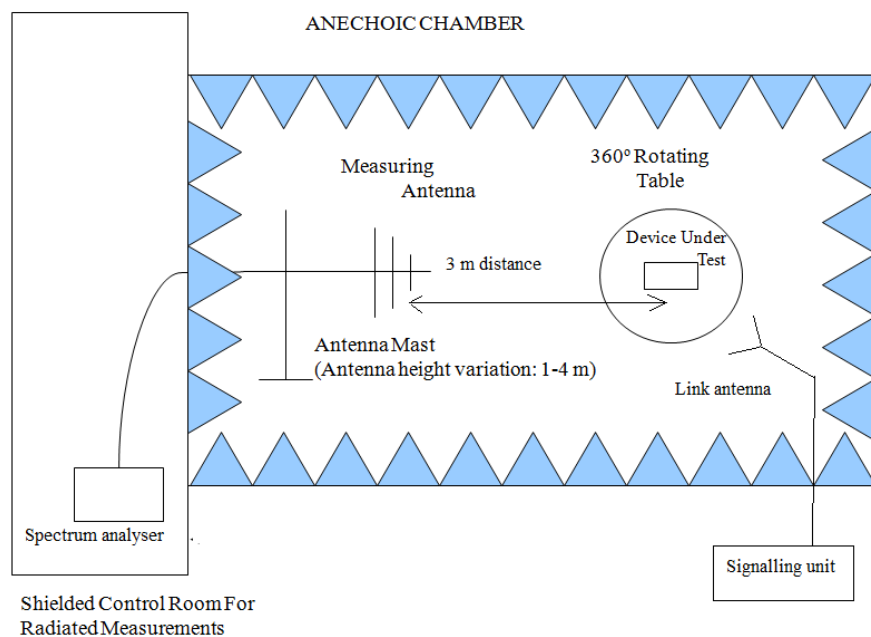 ANECHOIC CHAMBER
Measuring
Antenna
360º Rotating
Table
Device Under
Test
3 m distance
Antenna Mast
(Antenna height variation: 1-4 m)
Link antenna
Spectrum analyser
Signalling unit
Shielded Control Room For
Radiated Measurements